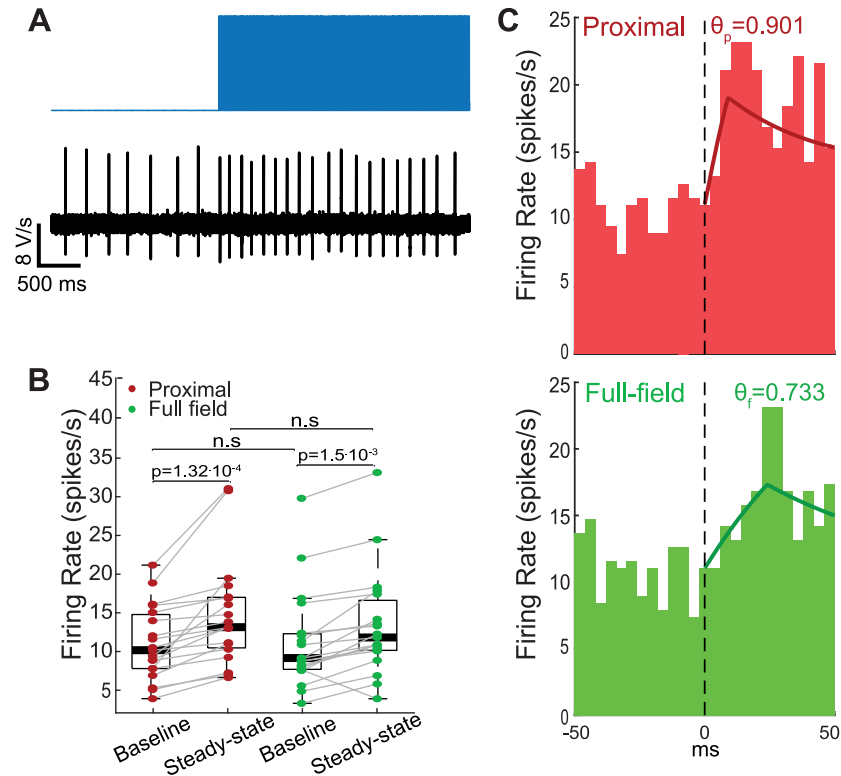 A
8 V/s
500 ms
B
Firing Rate (spikes/s)
45
40
35
30
25
20
15
10
5
Proximal
Full field
n.s
n.s
p=1.32·10-4
p=1.5·10-3
Baseline
Steady-state
Baseline
Steady-state
C
Firing Rate (spikes/s)
25
20
15
10
5
0
Proximal
θp=0.901
Firing Rate (spikes/s)
25
20
15
10
5
0
Full-field
θf=0.733
-50
0
50
ms